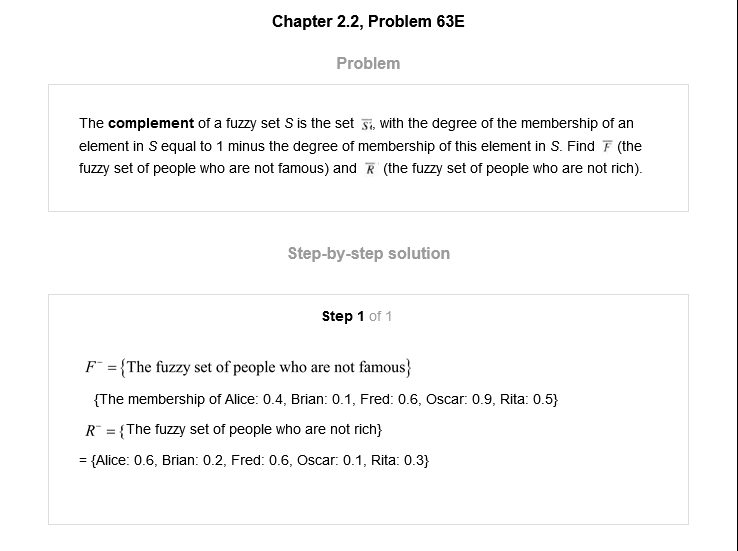 Chapter 2.2, Problem 63E
Problem
The complement of a fuzzy set S is the set S̅, with the degree of the membership of an
element in S equal to 1 minus the degree of membership of this element in S. Find F̅ (the
fuzzy set of people who are not famous) and R̅ (the fuzzy set of people who are not rich).
Step-by-step solution
Step 1 of 1
F⁻ = {The fuzzy set of people who are not famous}
{The membership of Alice: 0.4, Brian: 0.1, Fred: 0.6, Oscar: 0.9, Rita: 0.5}
R⁻ = {The fuzzy set of people who are not rich}
= {Alice: 0.6, Brian: 0.2, Fred: 0.6, Oscar: 0.1, Rita: 0.3}